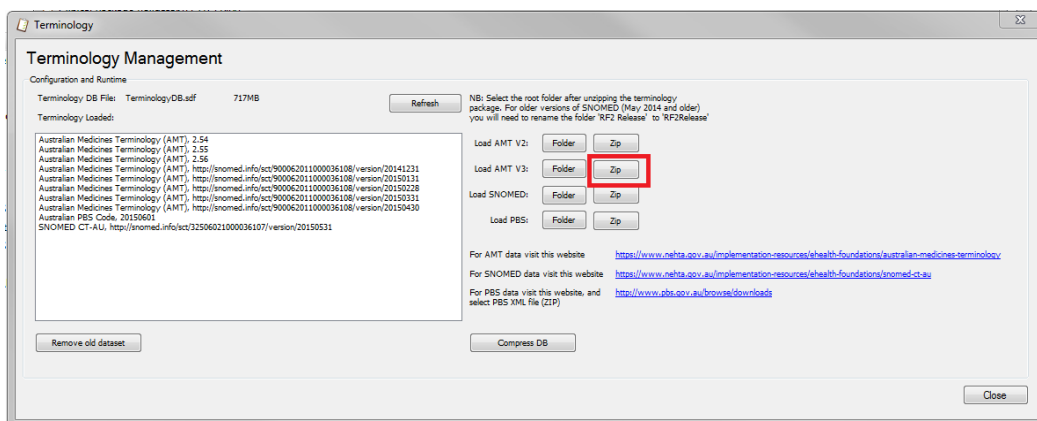 Terminology
Terminology Management
Configuration and Runtime
Terminology DB File: TerminologyDB.sdf 717MB
Refresh
Terminology Loaded:
NB: Select the root folder after unzipping the terminology
package. For older versions of SNOMED (May 2014 and older)
you will need to rename the folder 'RF2 Release' to 'RF2Release'
Australian Medicines Terminology (AMT), 2.54
Australian Medicines Terminology (AMT), 2.55
Australian Medicines Terminology (AMT), 2.56
Australian Medicines Terminology (AMT), http://snomed.info/sct/900062011000036108/version/20141231
Australian Medicines Terminology (AMT), http://snomed.info/sct/900062011000036108/version/20150131
Australian Medicines Terminology (AMT), http://snomed.info/sct/900062011000036108/version/20150228
Australian Medicines Terminology (AMT), http://snomed.info/sct/900062011000036108/version/20150331
Australian Medicines Terminology (AMT), http://snomed.info/sct/900062011000036108/version/20150430
Australian PBS Code, 20150601
SNOMED CT-AU, http://snomed.info/sct/32506021000036107/version/20150531
Load AMT V2: Folder Zip
Load AMT V3: Folder Zip
Load SNOMED: Folder Zip
Load PBS: Folder Zip
For AMT data visit this website https://www.nehta.gov.au/implementation-resources/ehealth-foundations/australian-medicines-terminology
For SNOMED data visit this website https://www.nehta.gov.au/implementation-resources/ehealth-foundations/snomed-ct-au
For PBS data visit this website, and http://www.pbs.gov.au/browse/downloads
select PBS XML file (ZIP)
Remove old dataset
Compress DB
Close